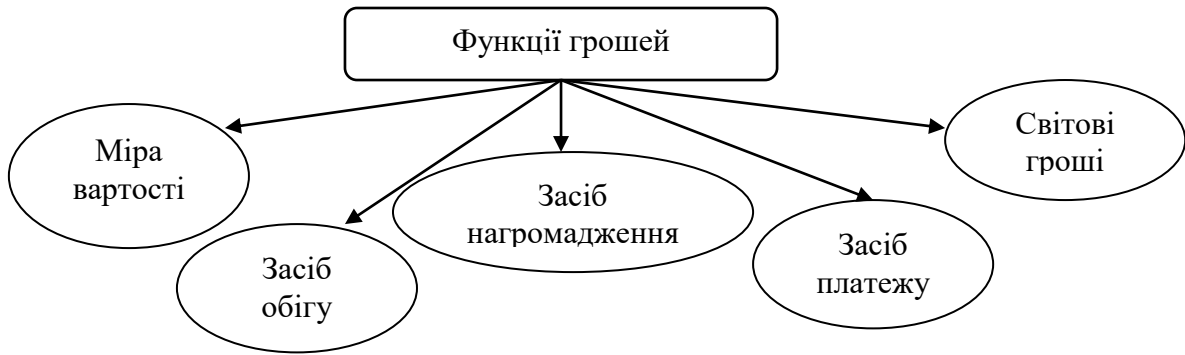 Функції грошей
Міра
вартості
Засіб
обігу
Засіб
нагромадження
Засіб
платежу
Світові
гроші